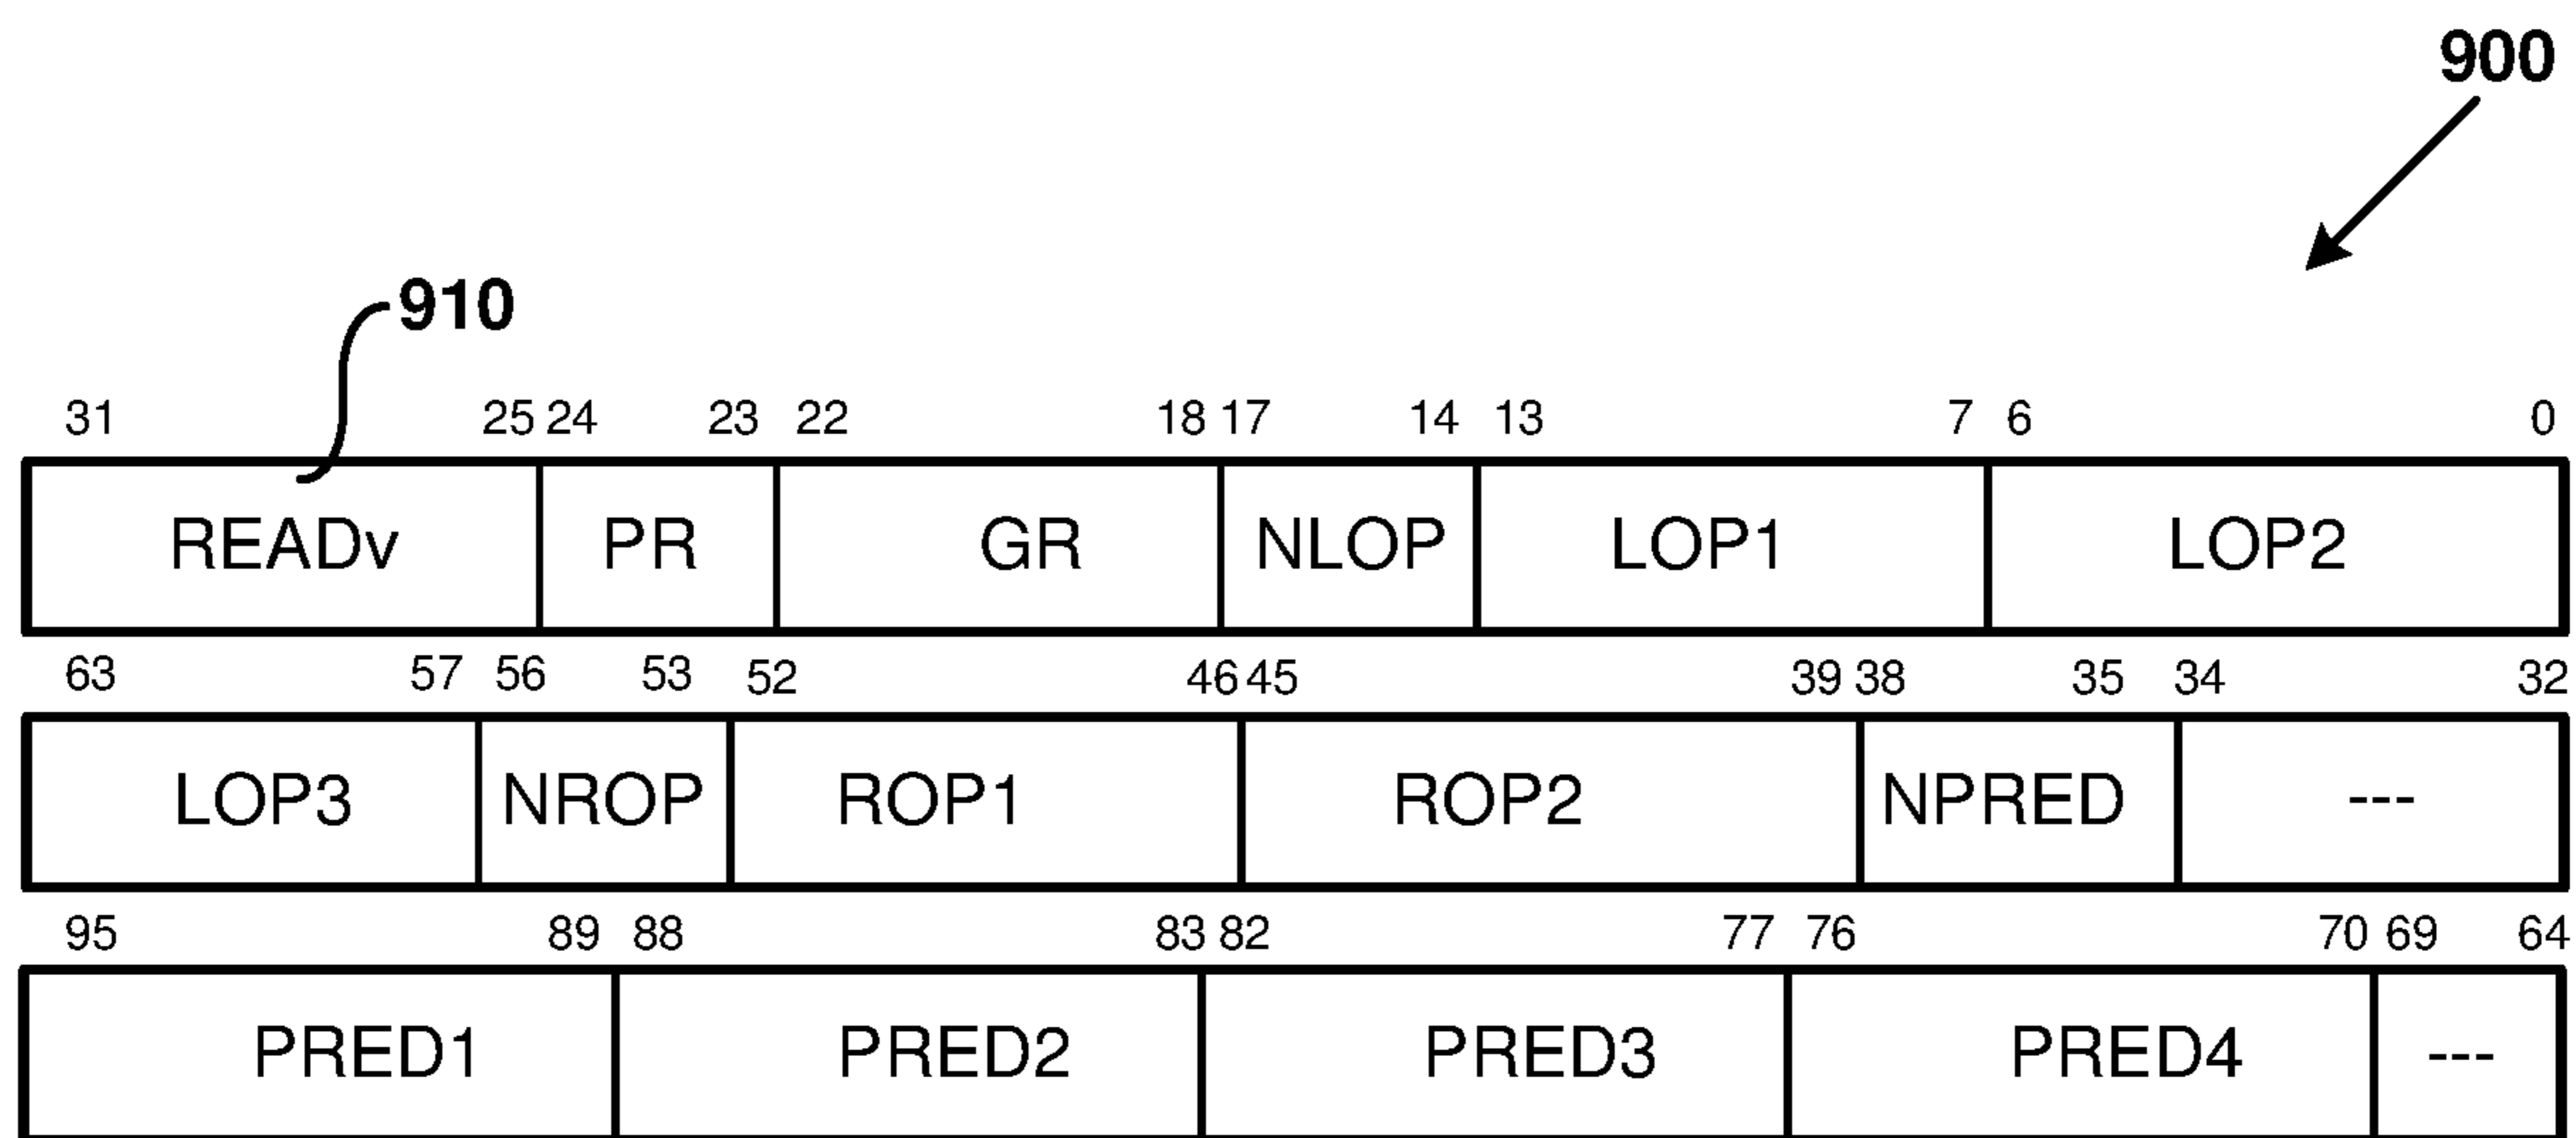 900
910
31 25 24 23 22 18 17 14 13 7 6 0
READv PR GR NLOP LOP1 LOP2
63 57 56 53 52 46 45 39 38 35 34 32
LOP3 NROP ROP1 ROP2 NPRED ---
95 89 88 83 82 77 76 70 69 64
PRED1 PRED2 PRED3 PRED4 ---